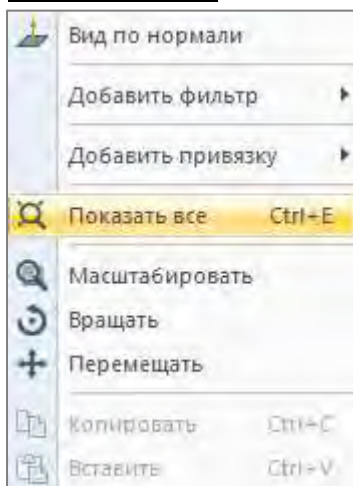 Вид по нормали
Добавить фильтр
Добавить привязку
Показать все Ctrl+E
Масштабировать
Вращать
Перемещать
Копировать Ctrl+C
Вставить Ctrl+V